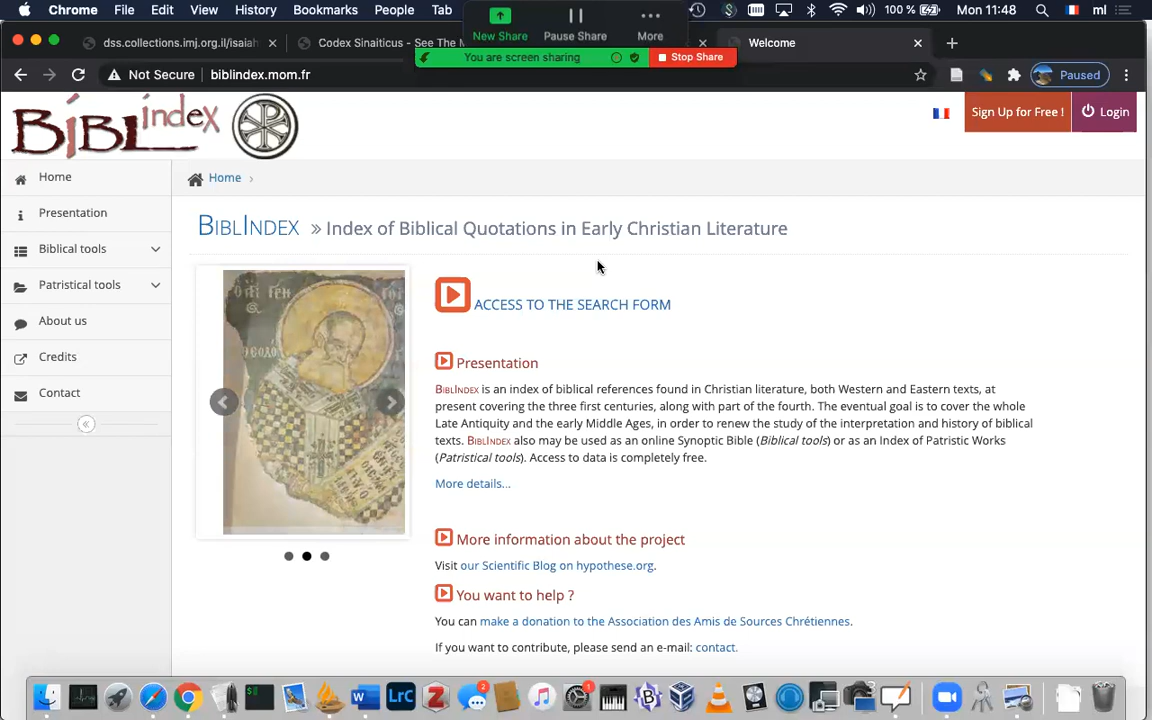 Chrome File Edit View History Bookmarks People Tab
100 % Mon 11:48 ml
New Share Pause Share More
You are screen sharing Stop Share
dss.collections.imj.org.il/isaiah
Codex Sinaiticus - See The M
Welcome
Not Secure biblindex.mom.fr Paused
Biblindex
Sign Up for Free ! Login
Home
Presentation
Biblical tools
Patristical tools
About us
Credits
Contact
Home
BIBLINDEX » Index of Biblical Quotations in Early Christian Literature
ACCESS TO THE SEARCH FORM
Presentation
BIBLINDEX is an index of biblical references found in Christian literature, both Western and Eastern texts, at
present covering the three first centuries, along with part of the fourth. The eventual goal is to cover the whole
Late Antiquity and the early Middle Ages, in order to renew the study of the interpretation and history of biblical
texts. BIBLINDEX also may be used as an online Synoptic Bible (Biblical tools) or as an Index of Patristic Works
(Patristical tools). Access to data is completely free.
More details...
More information about the project
Visit our Scientific Blog on hypothese.org.
You want to help ?
You can make a donation to the Association des Amis de Sources Chrétiennes.
If you want to contribute, please send an e-mail: contact.
LrC
2
1